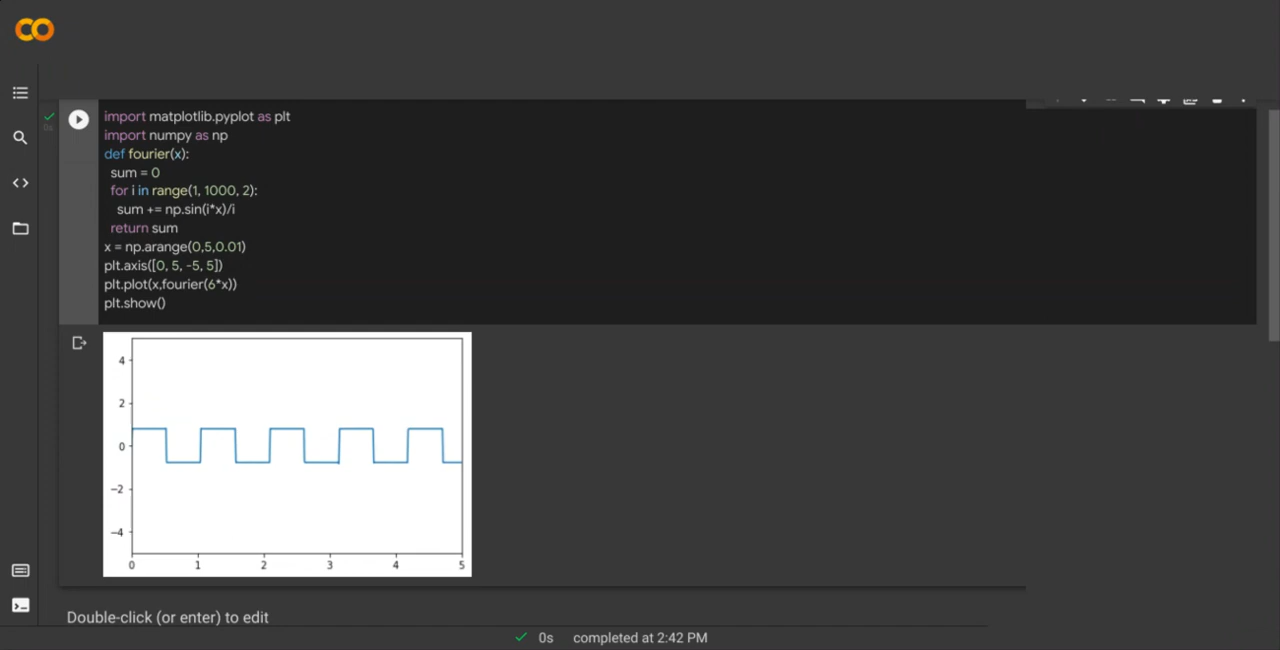 CO
0s
import matplotlib.pyplot as plt
import numpy as np
def fourier(x):
  sum = 0
  for i in range(1, 1000, 2):
    sum += np.sin(i*x)/i
  return sum
x = np.arange(0,5,0.01)
plt.axis([0, 5, -5, 5])
plt.plot(x,fourier(6*x))
plt.show()
4
2
0
−2
−4
0 1 2 3 4 5
Double-click (or enter) to edit
0s completed at 2:42 PM